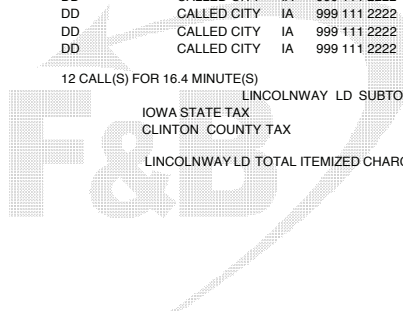 DD CALLED CITY IA 999 111 2222
DD CALLED CITY IA 999 111 2222
DD CALLED CITY IA 999 111 2222
12 CALL(S) FOR 16.4 MINUTE(S)
LINCOLNWAY LD SUBTO
IOWA STATE TAX
CLINTON COUNTY TAX
LINCOLNWAY LD TOTAL ITEMIZED CHARG
F&B